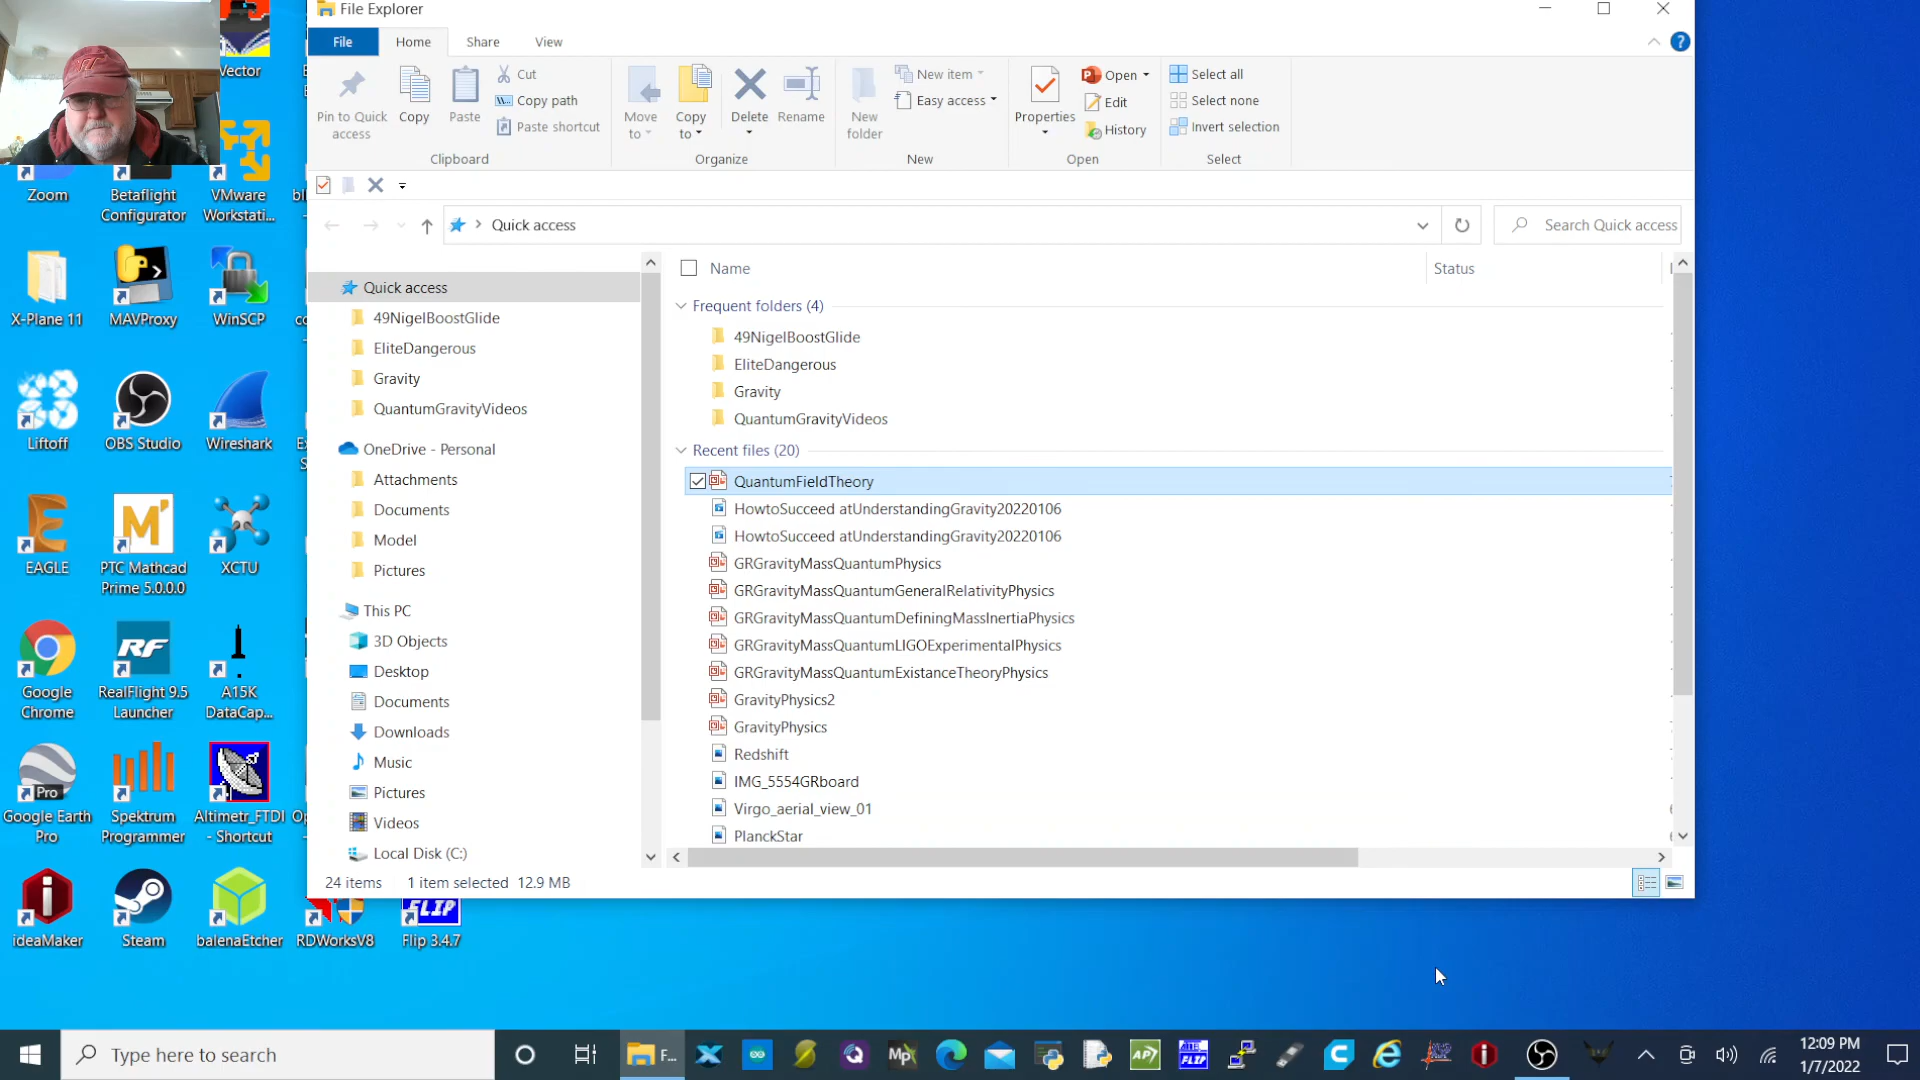 File Explorer
File Home Share View
Pin to Quick access
Copy
Paste
Cut
Copy path
Paste shortcut
Clipboard
Move to
Copy to
Delete
Rename
Organize
New folder
New item
Easy access
New
Properties
Open
Edit
History
Open
Select all
Select none
Invert selection
Select
Quick access
Search Quick access
Quick access
49NigelBoostGlide
EliteDangerous
Gravity
QuantumGravityVideos
OneDrive - Personal
Attachments
Documents
Model
Pictures
This PC
3D Objects
Desktop
Documents
Downloads
Music
Pictures
Videos
Local Disk (C:)
Name Status
Frequent folders (4)
49NigelBoostGlide
EliteDangerous
Gravity
QuantumGravityVideos
Recent files (20)
QuantumFieldTheory
HowtoSucceed atUnderstandingGravity20220106
HowtoSucceed atUnderstandingGravity20220106
GRGravityMassQuantumPhysics
GRGravityMassQuantumGeneralRelativityPhysics
GRGravityMassQuantumDefiningMassInertiaPhysics
GRGravityMassQuantumLIGOExperimentalPhysics
GRGravityMassQuantumExistanceTheoryPhysics
GravityPhysics2
GravityPhysics
Redshift
IMG_5554GRboard
Virgo_aerial_view_01
PlanckStar
24 items 1 item selected 12.9 MB
Vector
Zoom
Betaflight Configurator
VMware Workstati...
X-Plane 11
MAVProxy
WinSCP
Liftoff
OBS Studio
Wireshark
EAGLE
PTC Mathcad Prime 5.0.0.0
XCTU
Google Chrome
RealFlight 9.5 Launcher
A15K DataCap...
Google Earth Pro
Spektrum Programmer
Altimetr_FTDI - Shortcut
ideaMaker
Steam
balenaEtcher
RDWorksV8
Flip 3.4.7
Type here to search
F...
12:09 PM
1/7/2022